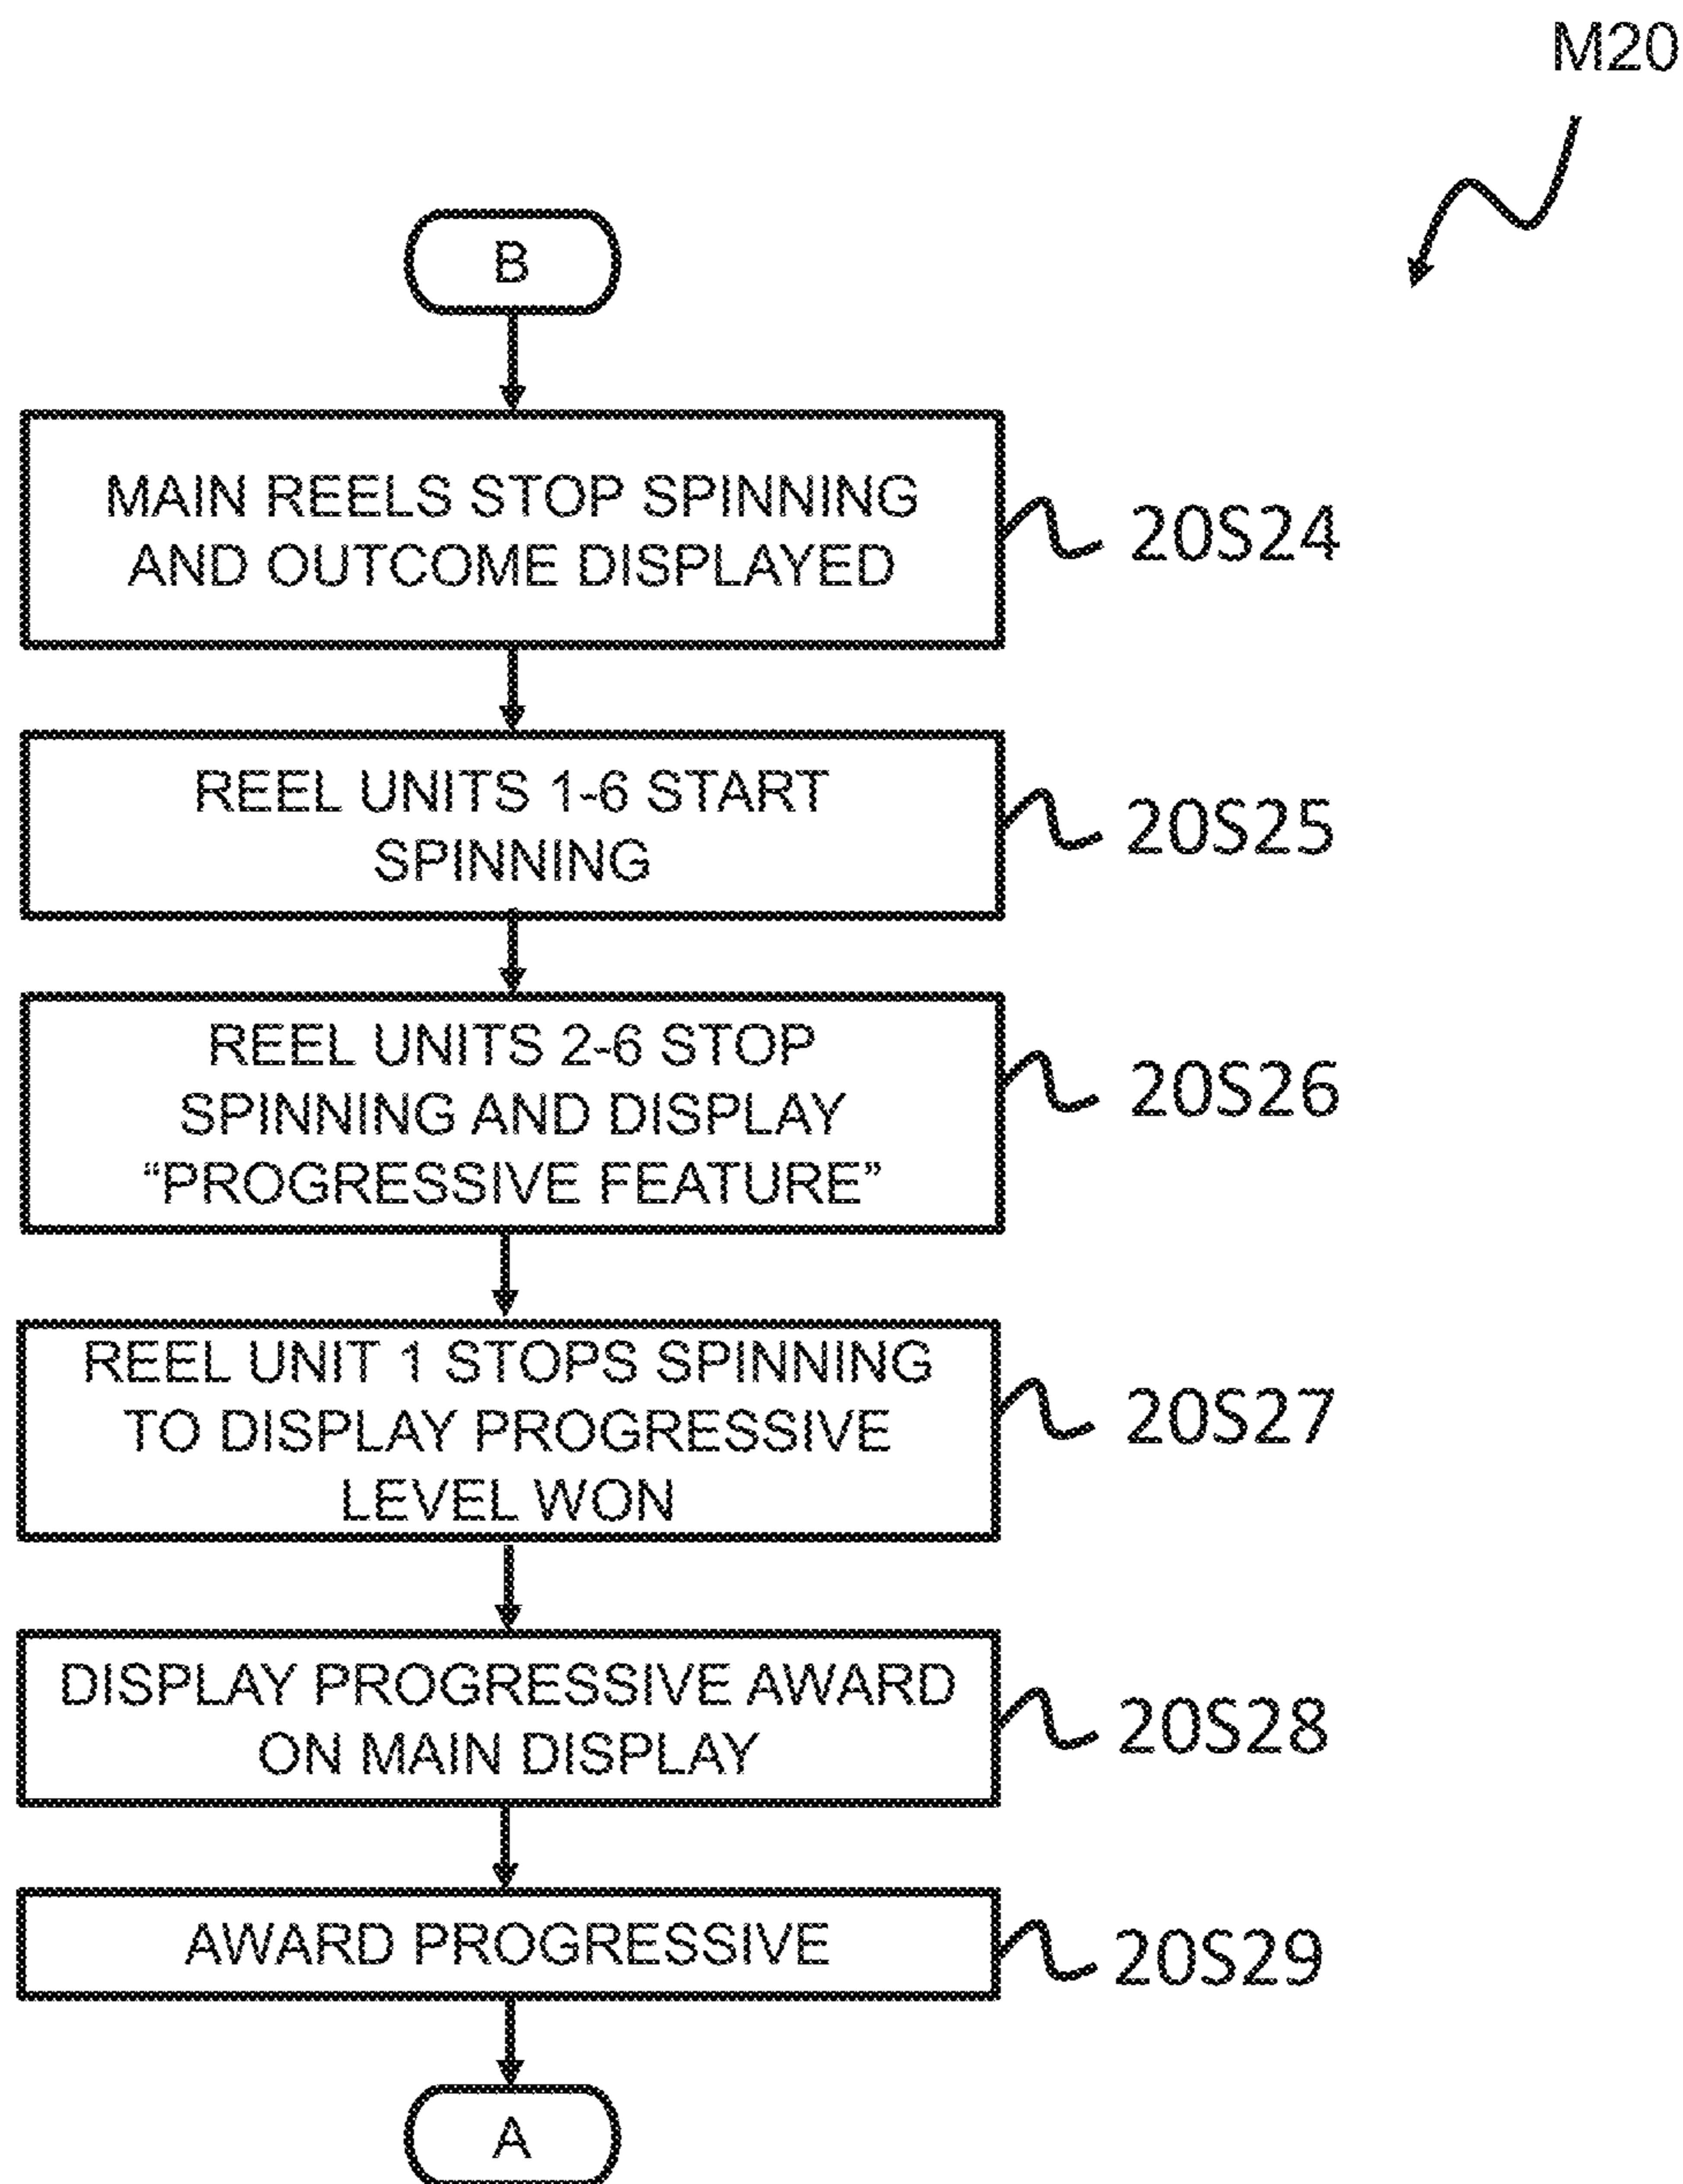 M20
B
MAIN REELS STOP SPINNING
AND OUTCOME DISPLAYED
20S24
REEL UNITS 1-6 START
SPINNING
20S25
REEL UNITS 2-6 STOP
SPINNING AND DISPLAY
“PROGRESSIVE FEATURE”
20S26
REEL UNIT 1 STOPS SPINNING
TO DISPLAY PROGRESSIVE
LEVEL WON
20S27
DISPLAY PROGRESSIVE AWARD
ON MAIN DISPLAY
20S28
AWARD PROGRESSIVE
20S29
A